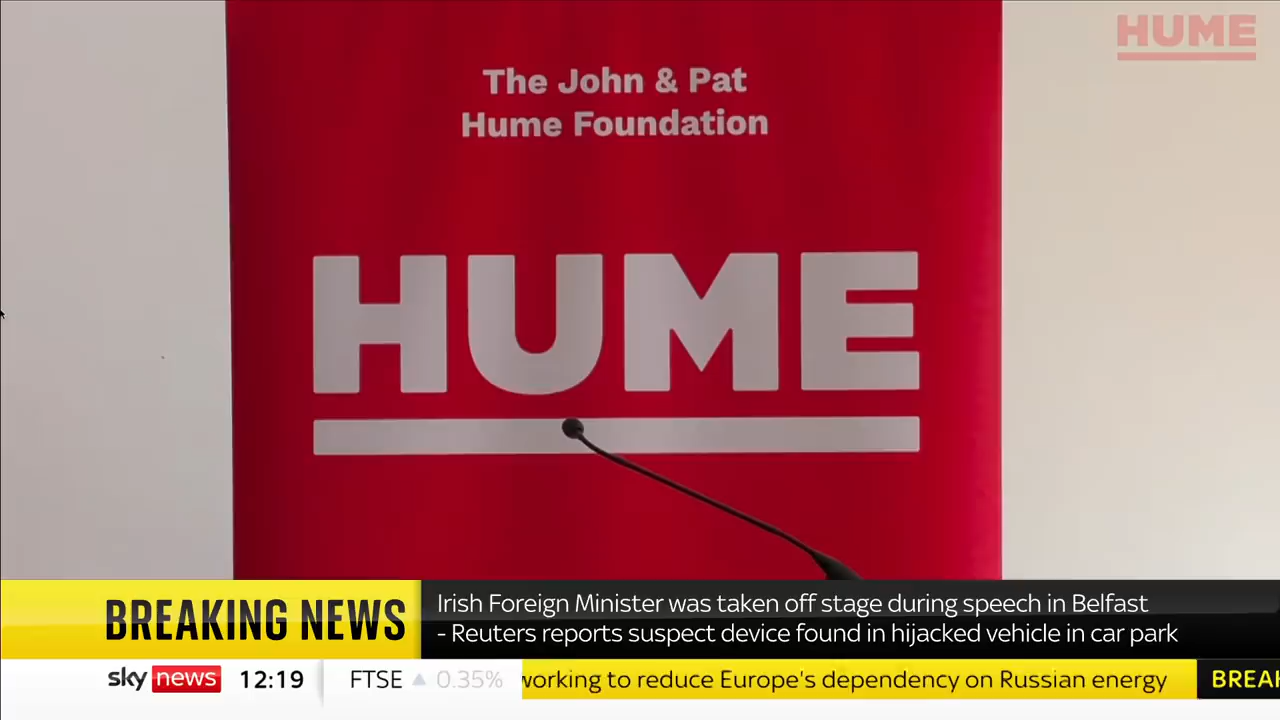 HUME
The John & Pat
Hume Foundation
HUME
BREAKING NEWS
Irish Foreign Minister was taken off stage during speech in Belfast
- Reuters reports suspect device found in hijacked vehicle in car park
sky news 12:19 FTSE 0.35% working to reduce Europe's dependency on Russian energy